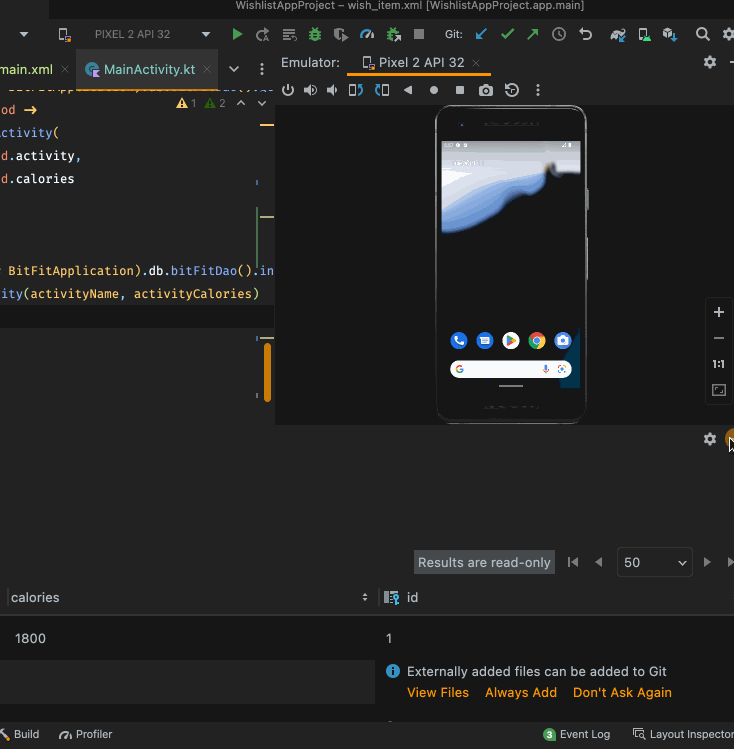 WishlistAppProject – wish_item.xml [WishlistAppProject.app.main]
PIXEL 2 API 32
Git:
main.xml
MainActivity.kt
Emulator:
Pixel 2 API 32
1
2
od →
ctivity(
d.activity,
d.calories
BitFitApplication).db.bitFitDao().in
ity(activityName, activityCalories)
1:1
Results are read-only
50
calories
id
1800
1
Externally added files can be added to Git
View Files
Always Add
Don't Ask Again
Build
Profiler
3
Event Log
Layout Inspector